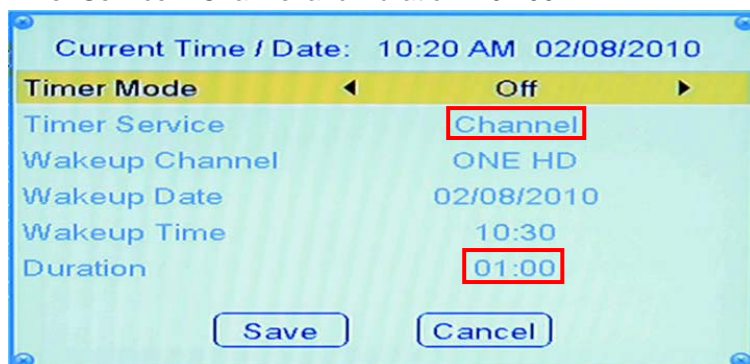 Current Time / Date: 10:20 AM 02/08/2010
Timer Mode Off
Timer Service Channel
Wakeup Channel ONE HD
Wakeup Date 02/08/2010
Wakeup Time 10:30
Duration 01:00
Save Cancel